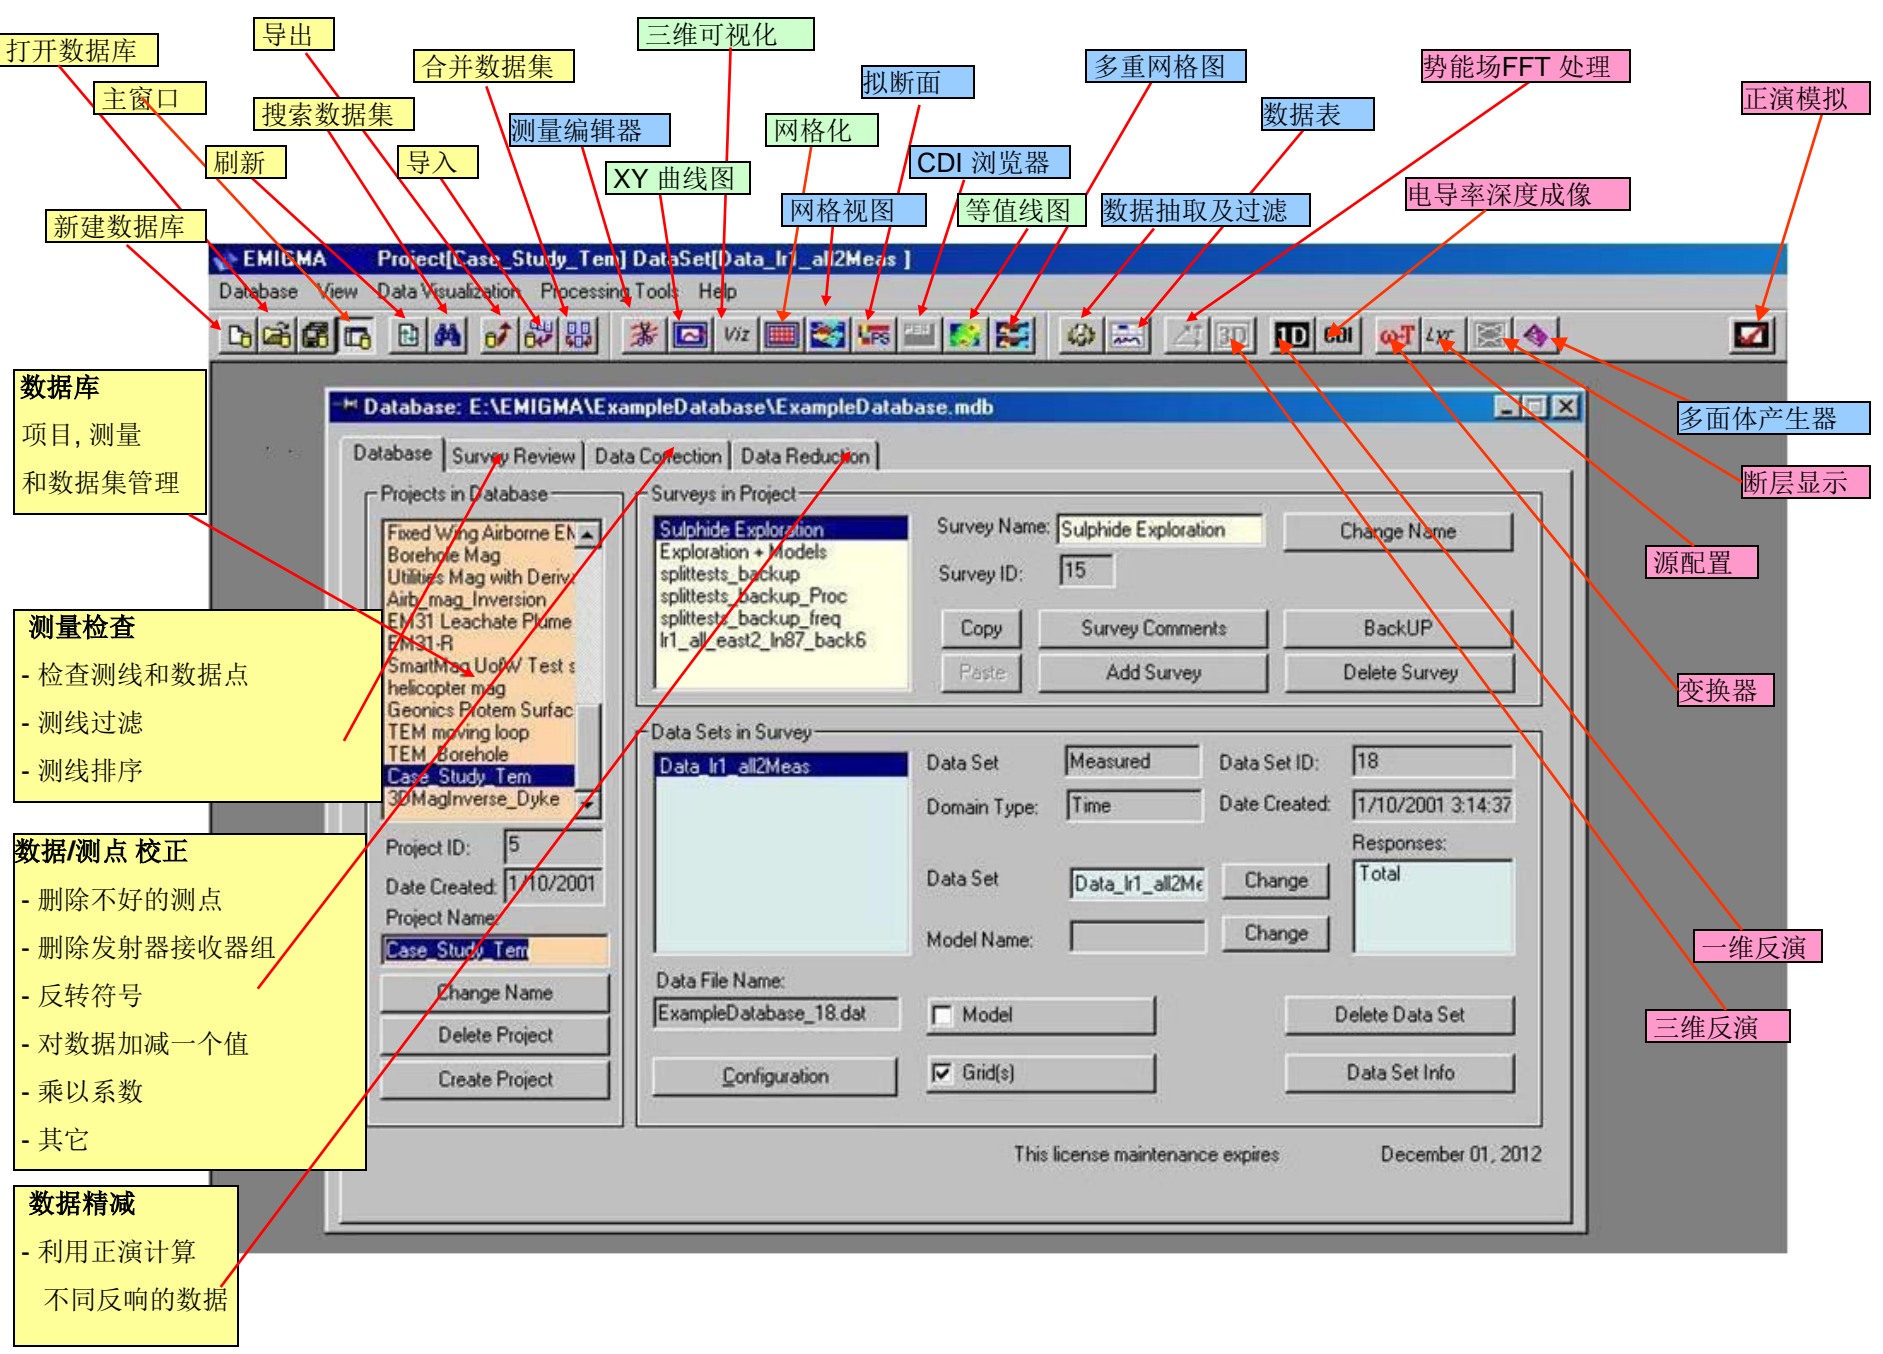 打开数据库
导出
三维可视化
合并数据集
拟断面
多重网格图
势能场FFT 处理
主窗口
搜索数据集
测量编辑器
网格化
数据表
正演模拟
刷新
导入
XY 曲线图
CDI 浏览器
电导率深度成像
新建数据库
网格视图
等值线图
数据抽取及过滤
EMIGMA Project[Case_Study_Tem] DataSet[Data_lr1_all2Meas ]
Database View Data Visualization Processing Tools Help
Viz
3D
1D
CDI
ω-T
数据库
项目, 测量
和数据集管理
测量检查
- 检查测线和数据点
- 测线过滤
- 测线排序
数据/测点 校正
- 删除不好的测点
- 删除发射器接收器组
- 反转符号
- 对数据加减一个值
- 乘以系数
- 其它
数据精减
- 利用正演计算
不同反响的数据
Database: E:\EMIGMA\ExampleDatabase\ExampleDatabase.mdb
Database Survey Review Data Correction Data Reduction
Projects in Database
Fixed Wing Airborne EM
Borehole Mag
Utilities Mag with Deriva
Airb_mag_Inversion
EM31 Leachate Plume
EM31-R
SmartMag UofW Test s
helicopter mag
Geonics Protem Surfac
TEM moving loop
TEM_Borehole
Case_Study_Tem
3DMagInverse_Dyke
Project ID: 5
Date Created: 1/10/2001
Project Name:
Case_Study_Tem
Change Name
Delete Project
Create Project
Surveys in Project
Sulphide Exploration
Exploration + Models
splittests_backup
splittests_backup_Proc
splittests_backup_freq
lr1_all_east2_ln87_back6
Survey Name: Sulphide Exploration Change Name
Survey ID: 15
Copy Survey Comments BackUP
Paste Add Survey Delete Survey
Data Sets in Survey
Data_lr1_all2Meas
Data Set Measured Data Set ID: 18
Domain Type: Time Date Created: 1/10/2001 3:14:37
Responses:
Total
Data Set Data_lr1_all2Me Change
Model Name: Change
Data File Name:
ExampleDatabase_18.dat
Model
Delete Data Set
Configuration
Grid(s)
Data Set Info
This license maintenance expires December 01, 2012
多面体产生器
断层显示
源配置
变换器
一维反演
三维反演